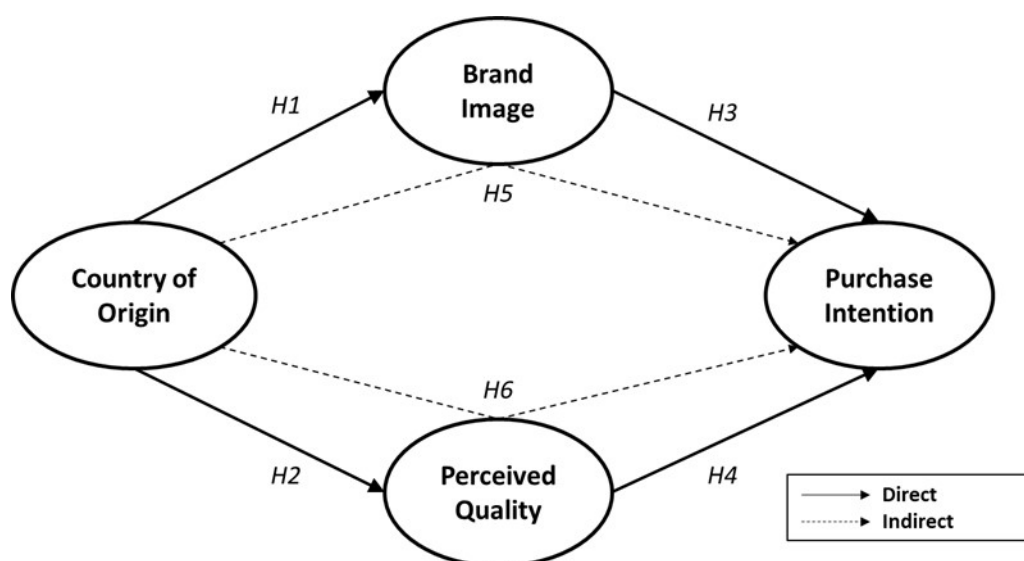 Brand
Image
H1
H3
H5
Country of
Origin
Purchase
Intention
H6
H2
Perceived
Quality
H4
Direct
Indirect